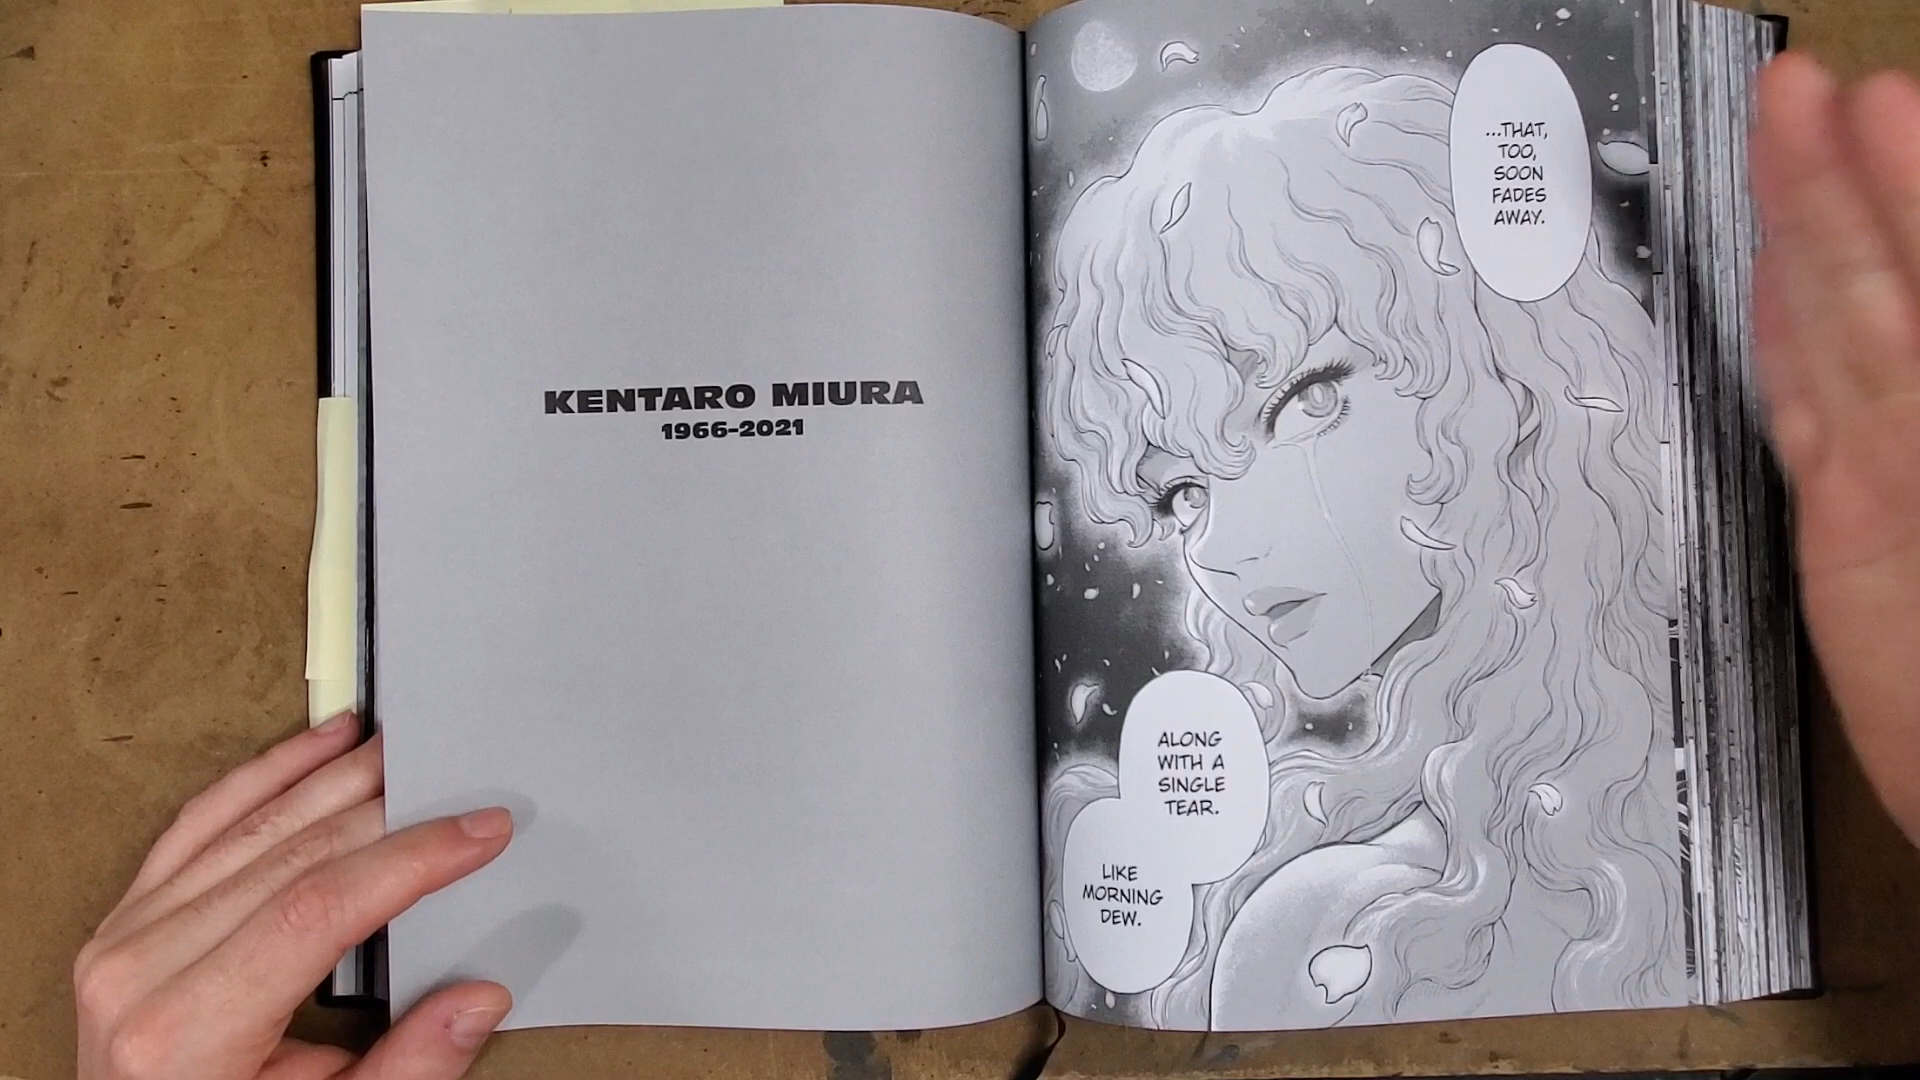 KENTARO MIURA
1966-2021
...THAT,
TOO,
SOON
FADES
AWAY.
ALONG
WITH A
SINGLE
TEAR.
LIKE
MORNING
DEW.